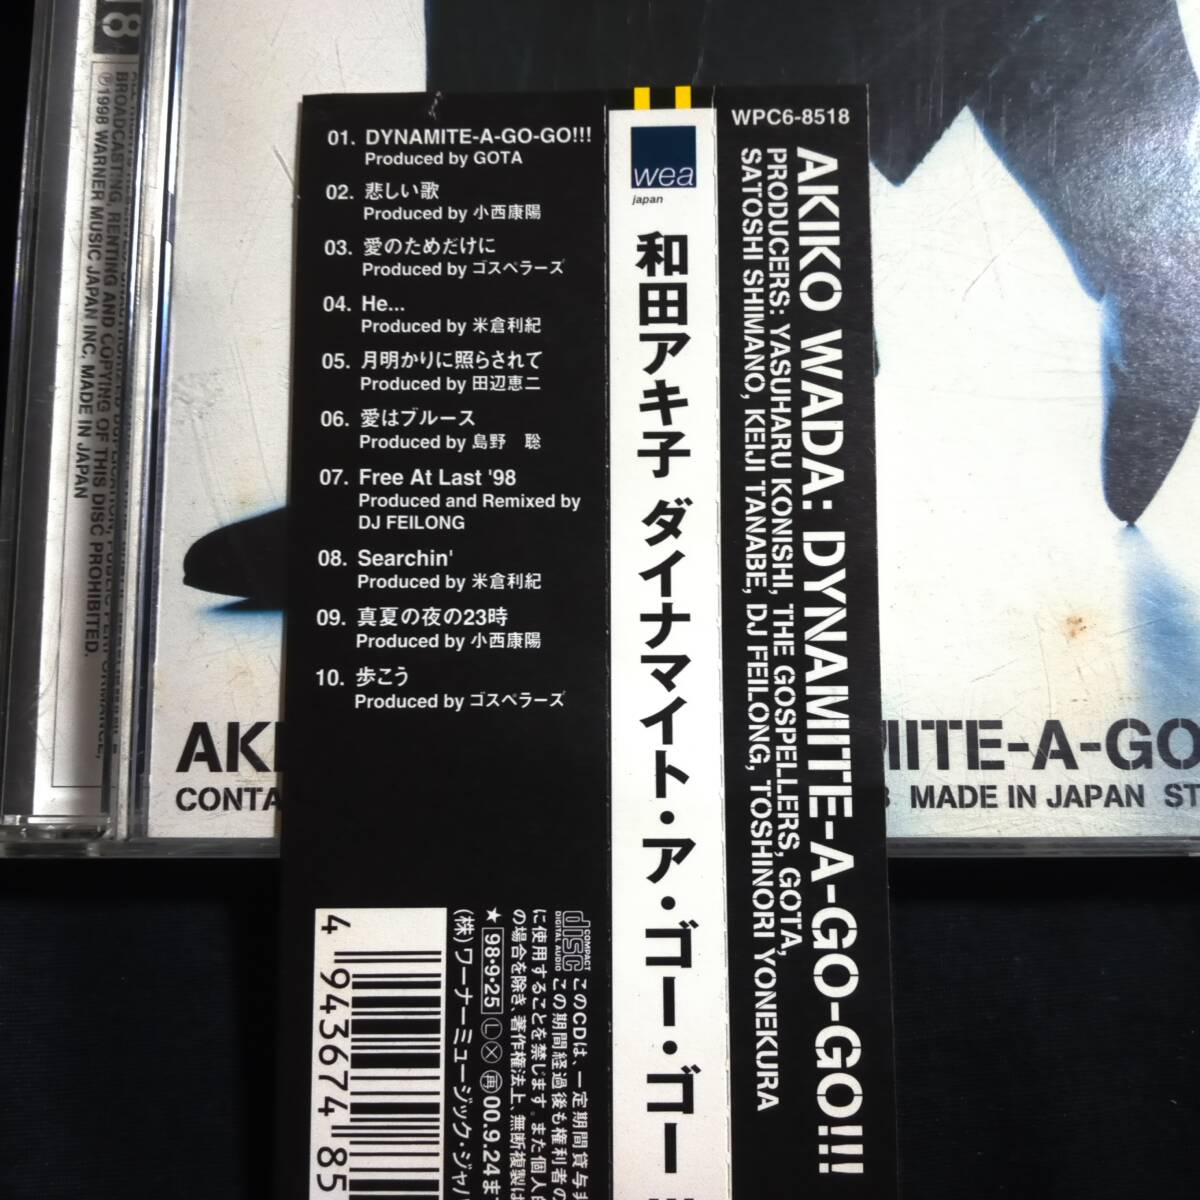 01. DYNAMITE-A-GO-GO!!!
Produced by GOTA
02. 悲しい歌
Produced by 小西康陽
03. 愛のためだけに
Produced by ゴスペラーズ
04. He...
Produced by 米倉利紀
05. 月明かりに照らされて
Produced by 田辺恵二
06. 愛はブルース
Produced by 島野 聡
07. Free At Last '98
Produced and Remixed by
DJ FEILONG
08. Searchin'
Produced by 米倉利紀
09. 真夏の夜の23時
Produced by 小西康陽
10. 歩こう
Produced by ゴスペラーズ
wea
japan
和田アキ子 ダイナマイト・ア・ゴー・ゴー
WPC6-8518
AKIKO WADA: DYNAMITE-A-GO-GO!!!
PRODUCERS: YASUHARU KONISHI, THE GOSPELLERS, GOTA,
SATOSHI SHIMANO, KEIJI TANABE, DJ FEILONG, TOSHINORI YONEKURA
COMPACT
disc
DIGITAL AUDIO
このCDは、一定期間貸与非
この期間経過後も権利者の
に使用することを禁じます。また個人的
の場合を除き、著作権法上、無断複製は
★98・9・25 Ⓛ Ⓧ 再 00.9.24ま
(株)ワーナーミュージック・ジャパ
4 943674 85
18
BROADCASTING, RENTING AND COPYING OF THIS DISC PROHIBITED.
℗1998 WARNER MUSIC JAPAN INC. MADE IN JAPAN
AKI
MITE-A-GO
CONTA
MADE IN JAPAN ST